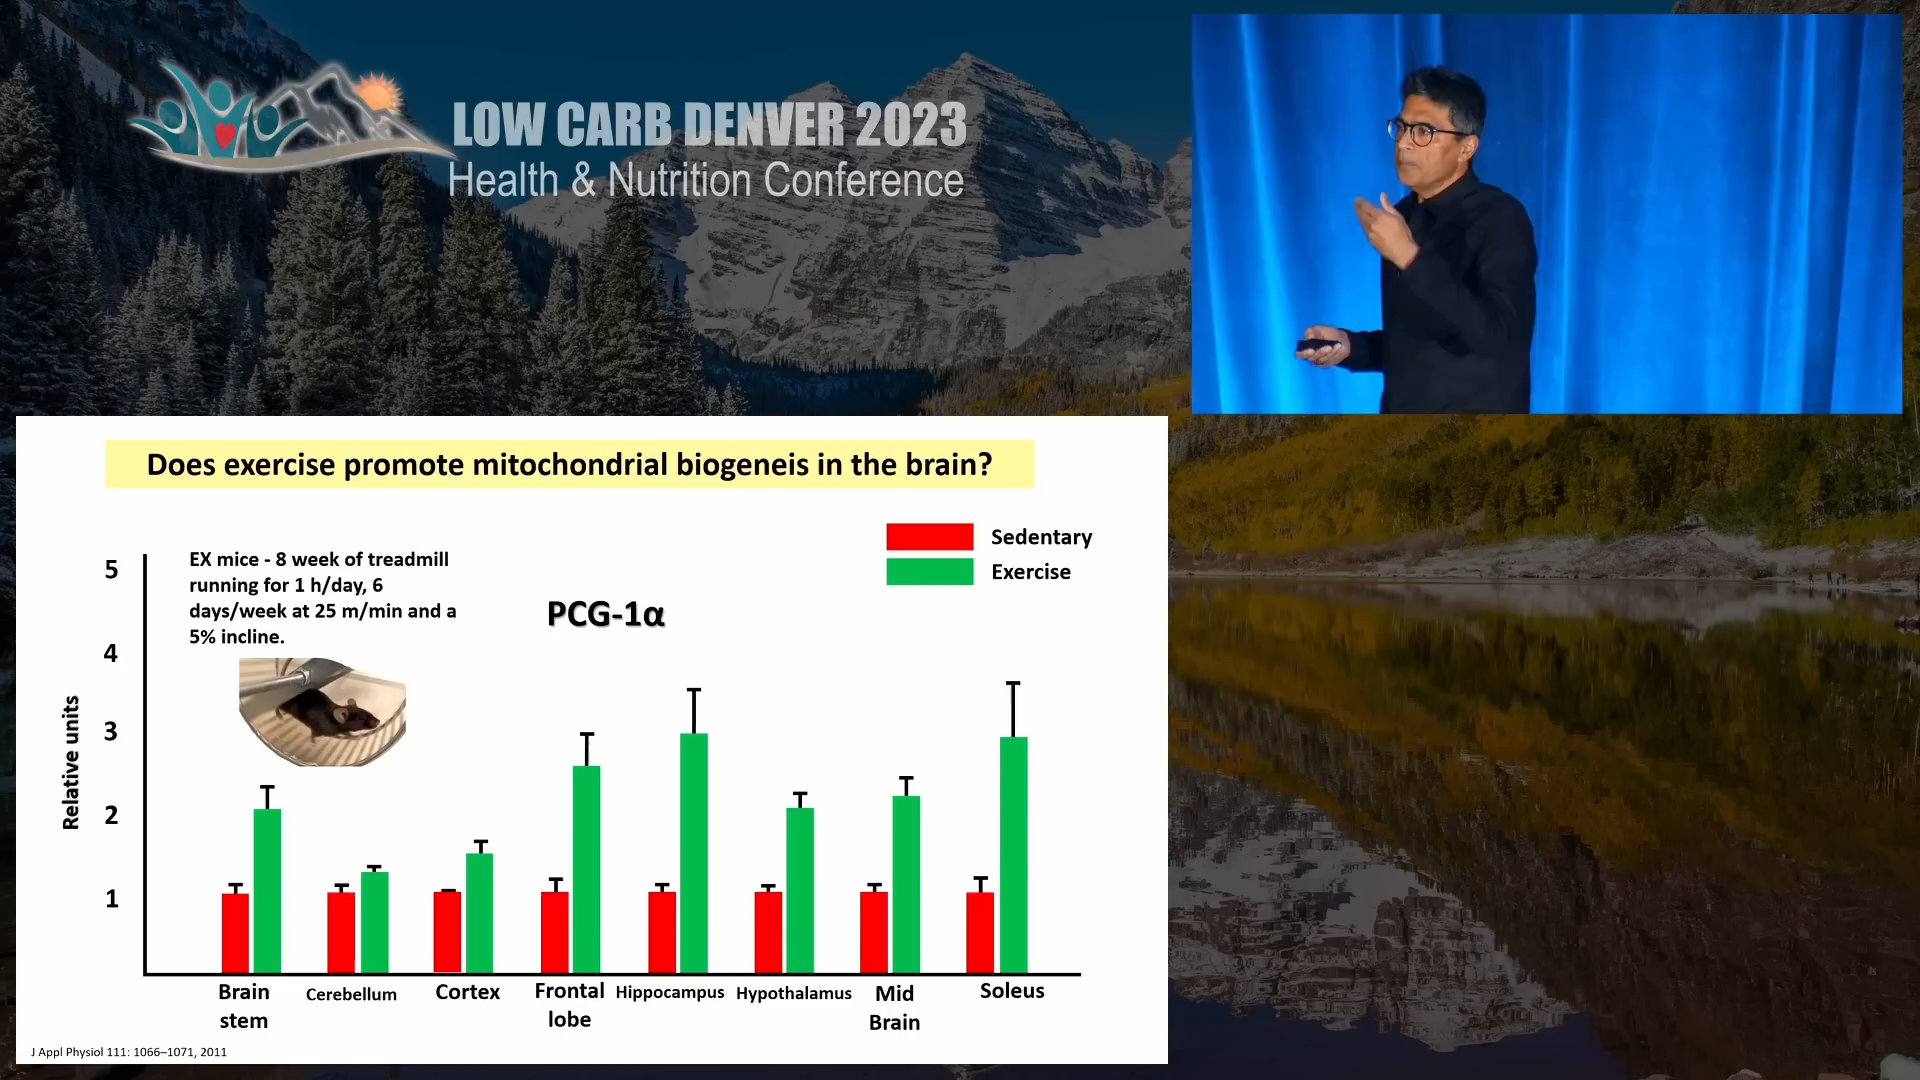 LOW CARB DENVER 2023
Health & Nutrition Conference
Does exercise promote mitochondrial biogeneis in the brain?
EX mice - 8 week of treadmill
running for 1 h/day, 6
days/week at 25 m/min and a
5% incline.
PCG-1α
Sedentary
Exercise
Relative units
5
4
3
2
1
Brain
stem
Cerebellum
Cortex
Frontal
lobe
Hippocampus
Hypothalamus
Mid
Brain
Soleus
J Appl Physiol 111: 1066–1071, 2011